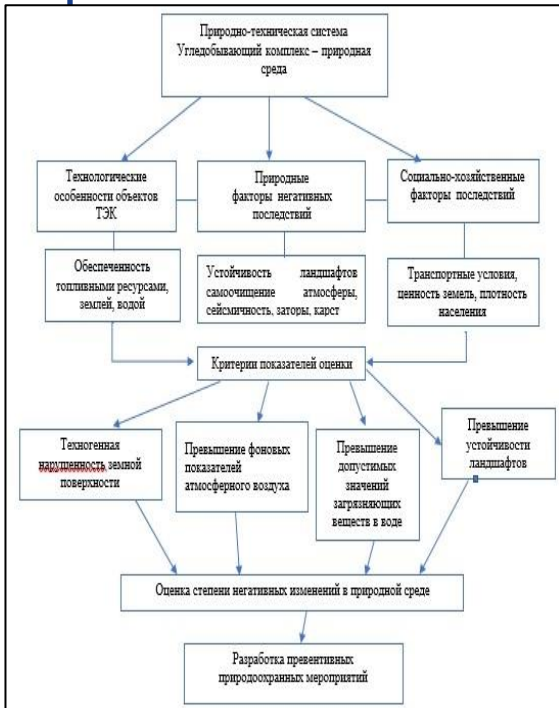 Природно-техническая система
Угледобывающий комплекс – природная
среда
Технологические
особенности объектов
ТЭК
Природные
факторы негативных
последствий
Социально-хозяйственные
факторы последствий
Обеспеченность
топливными ресурсами,
землей, водой
Устойчивость ландшафтов
самоочищение атмосферы,
сейсмичность, заторы, карст
Транспортные условия,
ценность земель, плотность
населения
Критерии показателей оценки
Техногенная
нарушенность земной
поверхности
Превышение фоновых
показателей
атмосферного воздуха
Превышение
допустимых
значений
загрязняющих
веществ в воде
Превышение
устойчивости
ландшафтов
Оценка степени негативных изменений в природной среде
Разработка превентивных
природоохранных мероприятий